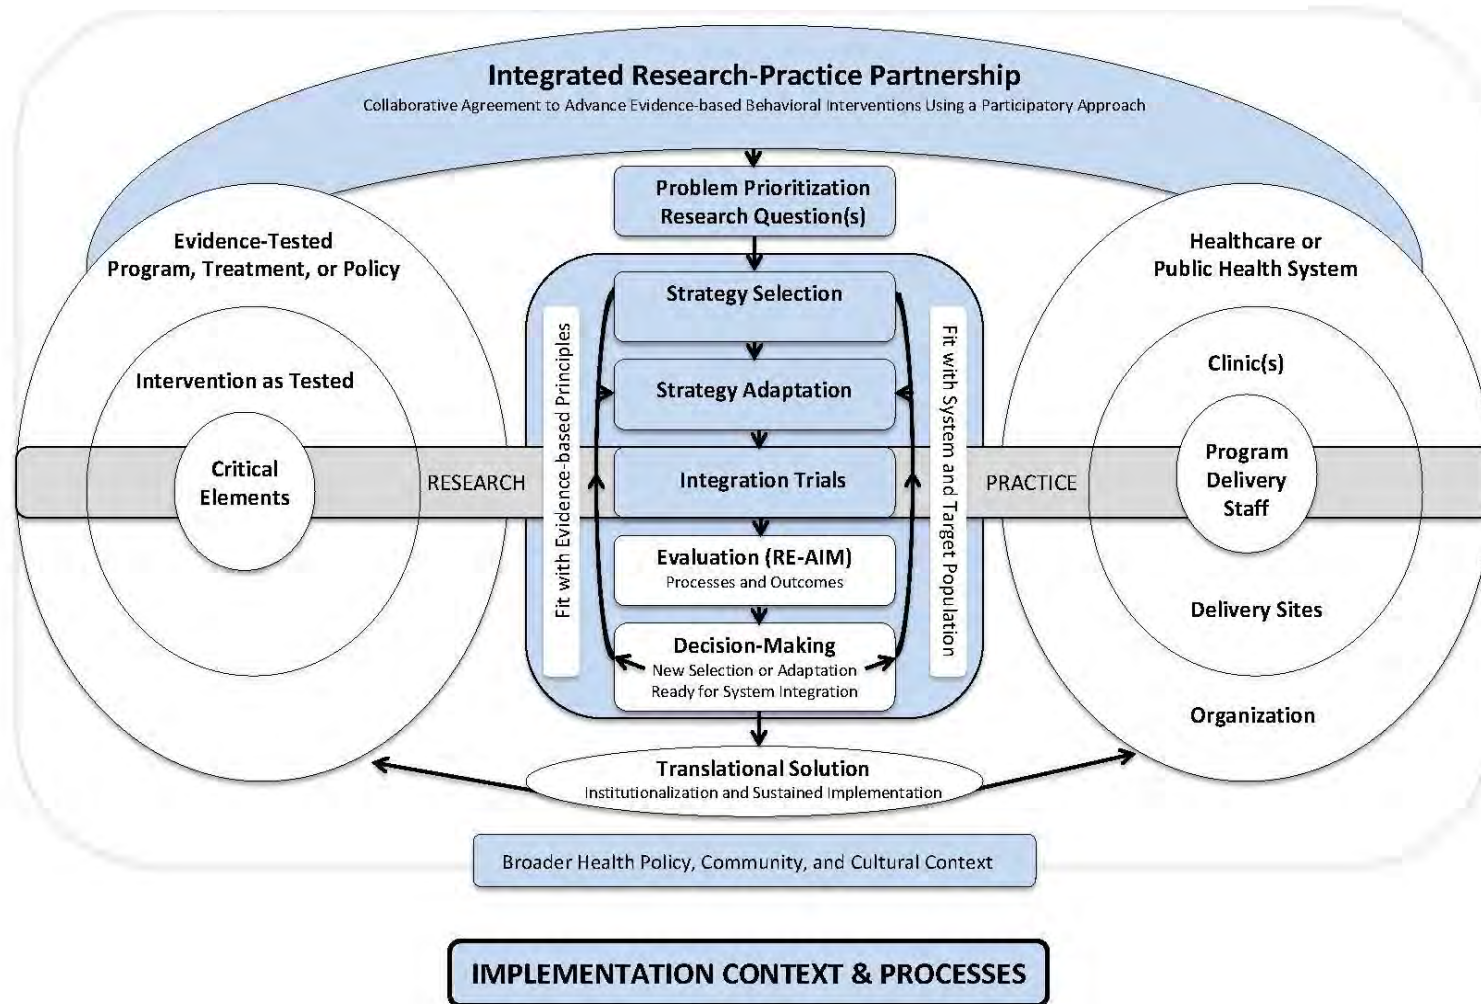 Integrated Research-Practice Partnership
Collaborative Agreement to Advance Evidence-based Behavioral Interventions Using a Participatory Approach
Problem Prioritization
Research Question(s)
Evidence-Tested
Program, Treatment, or Policy
Intervention as Tested
Critical
Elements
RESEARCH
Fit with Evidence-based Principles
Strategy Selection
Strategy Adaptation
Integration Trials
Evaluation (RE-AIM)
Processes and Outcomes
Decision-Making
New Selection or Adaptation
Ready for System Integration
Fit with System and Target Population
PRACTICE
Healthcare or
Public Health System
Clinic(s)
Program
Delivery
Staff
Delivery Sites
Organization
Translational Solution
Institutionalization and Sustained Implementation
Broader Health Policy, Community, and Cultural Context
IMPLEMENTATION CONTEXT & PROCESSES